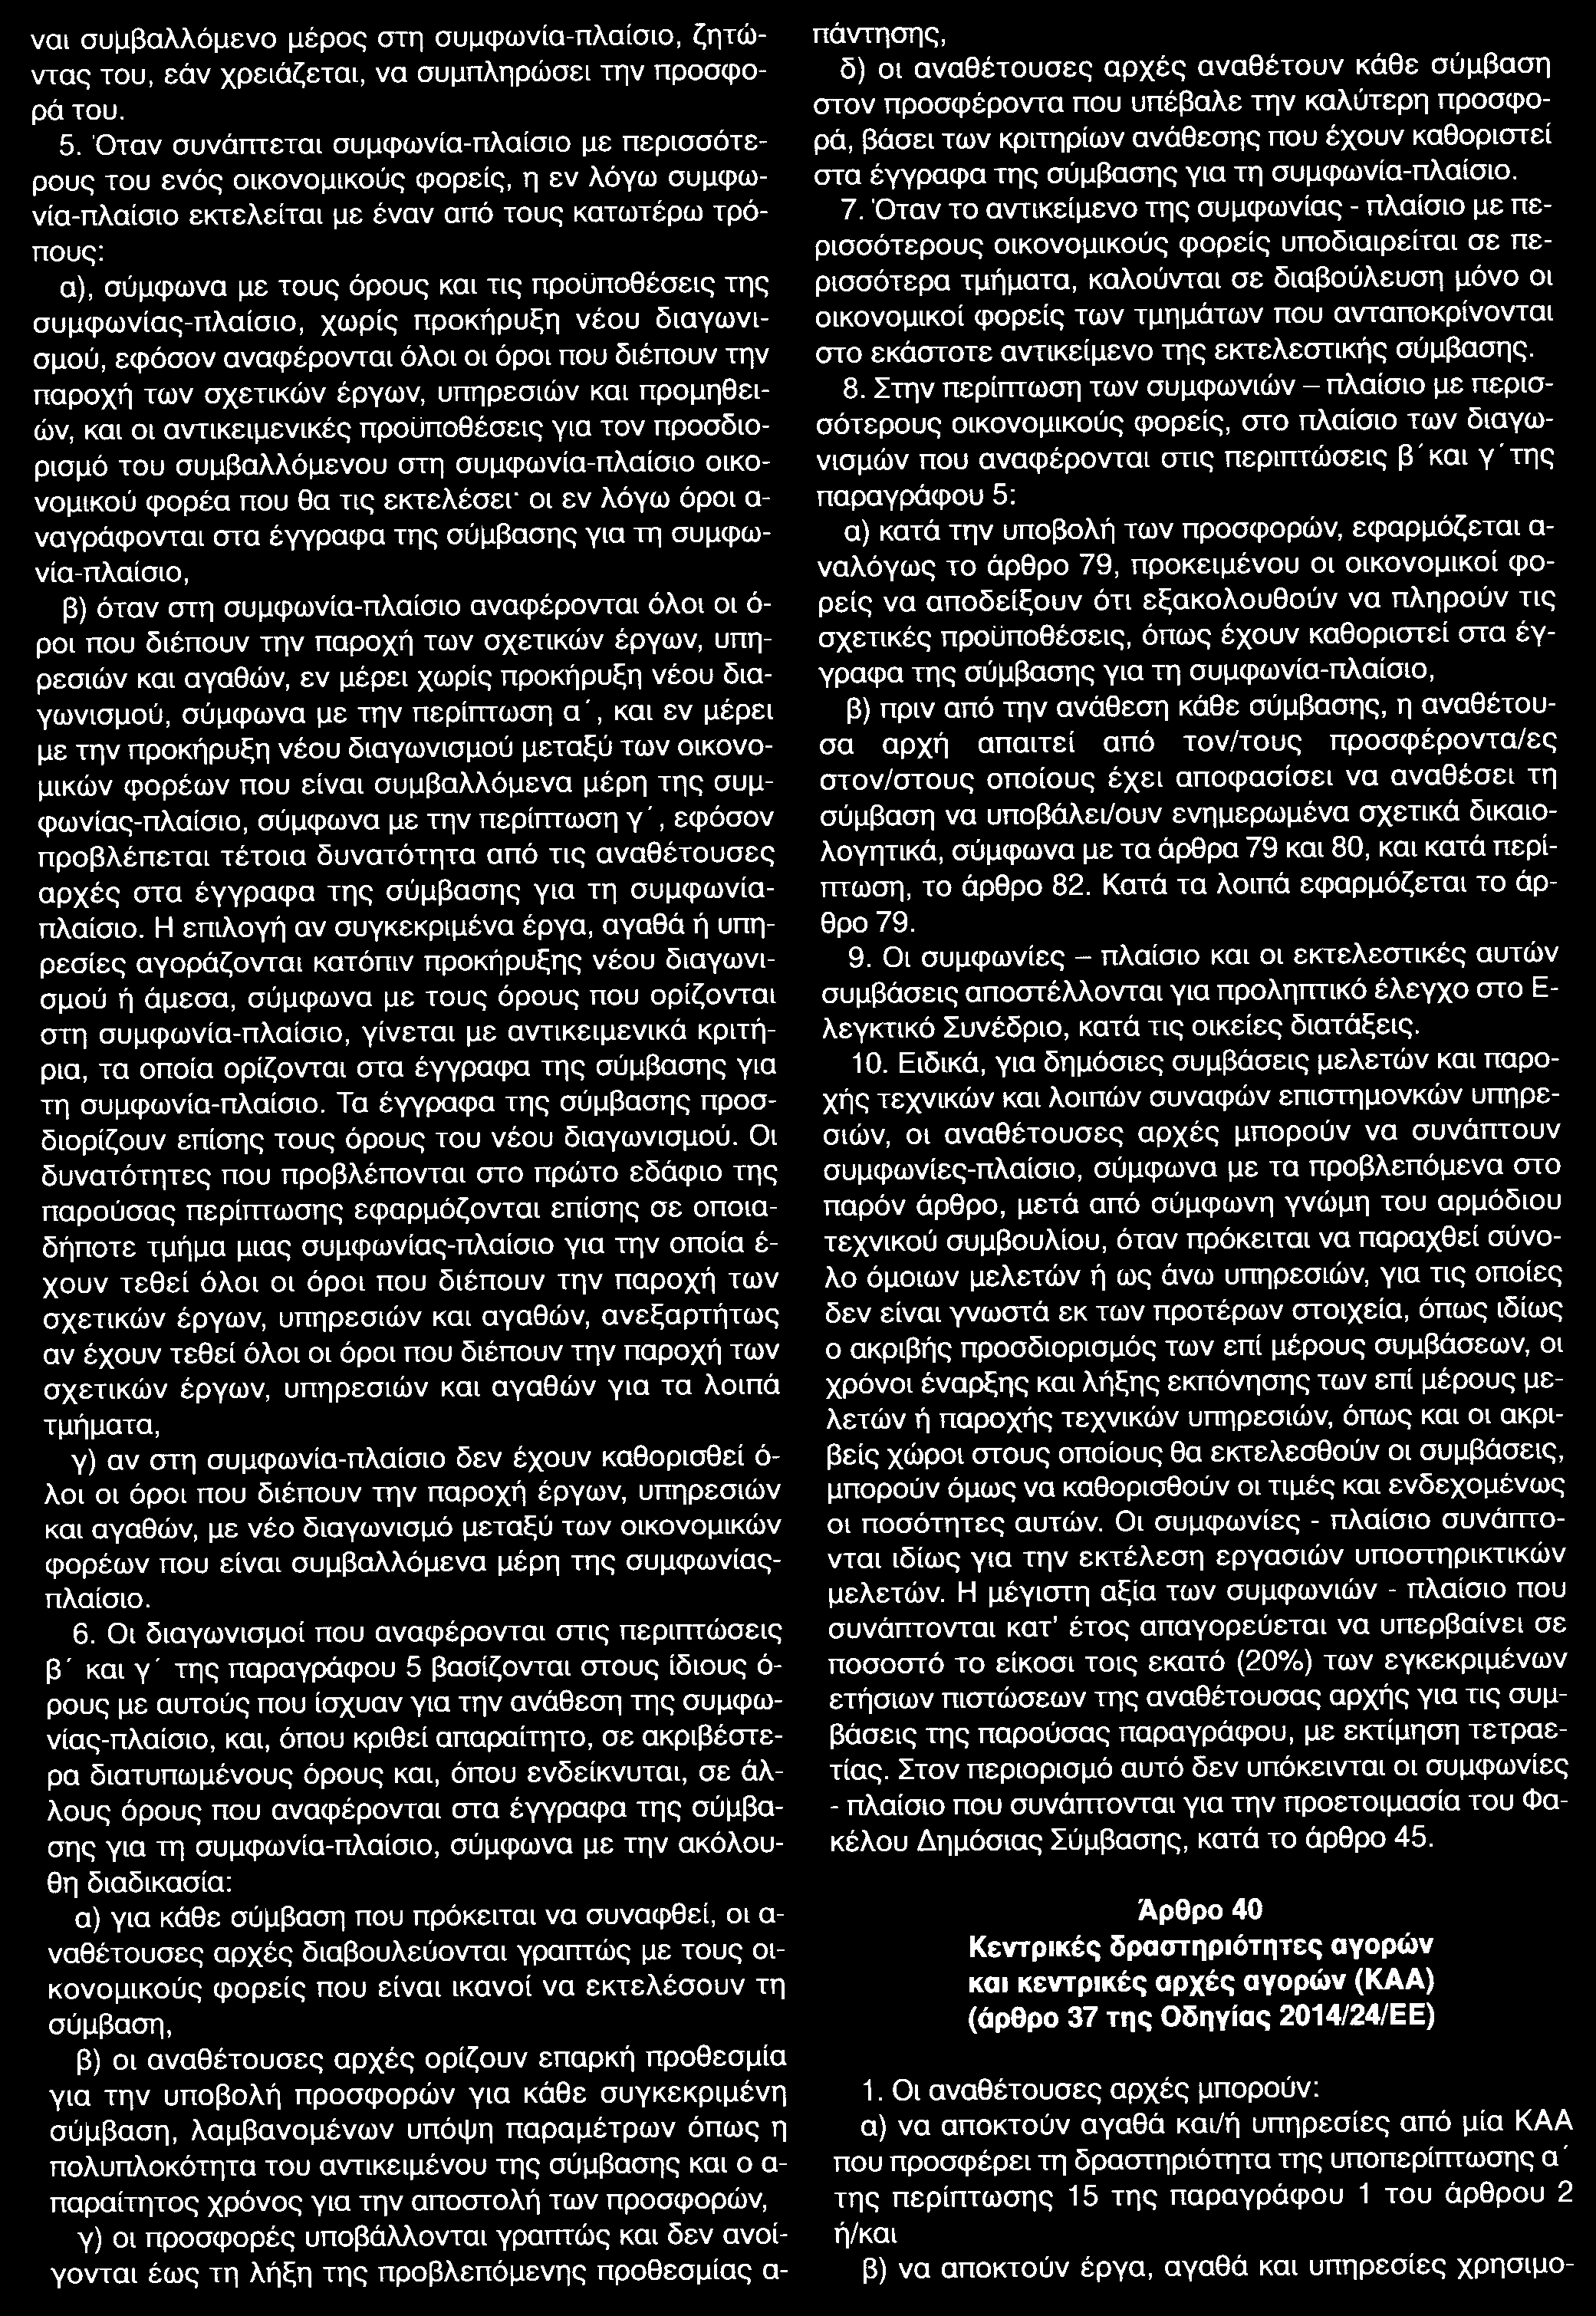 ναι συμβαλλόμενο μέρος στη συμφωνία-πλαίσιο, ζητώ-
ντας του, εάν χρειάζεται, να συμπληρώσει την προσφο-
ρά του.
5. Όταν συνάπτεται συμφωνία-πλαίσιο με περισσότε-
ρους του ενός οικονομικούς φορείς, η εν λόγω συμφω-
νία-πλαίσιο εκτελείται με έναν από τους κατωτέρω τρό-
πους:
α), σύμφωνα με τους όρους και τις προϋποθέσεις της
συμφωνίας-πλαίσιο, χωρίς προκήρυξη νέου διαγωνι-
σμού, εφόσον αναφέρονται όλοι οι όροι που διέπουν την
παροχή των σχετικών έργων, υπηρεσιών και προμηθει-
ών, και οι αντικειμενικές προϋποθέσεις για τον προσδιο-
ρισμό του συμβαλλόμενου στη συμφωνία-πλαίσιο οικο-
νομικού φορέα που θα τις εκτελέσει· οι εν λόγω όροι α-
ναγράφονται στα έγγραφα της σύμβασης για τη συμφω-
νία-πλαίσιο,
β) όταν στη συμφωνία-πλαίσιο αναφέρονται όλοι οι ό-
ροι που διέπουν την παροχή των σχετικών έργων, υπη-
ρεσιών και αγαθών, εν μέρει χωρίς προκήρυξη νέου δια-
γωνισμού, σύμφωνα με την περίπτωση α΄, και εν μέρει
με την προκήρυξη νέου διαγωνισμού μεταξύ των οικονο-
μικών φορέων που είναι συμβαλλόμενα μέρη της συμ-
φωνίας-πλαίσιο, σύμφωνα με την περίπτωση γ΄, εφόσον
προβλέπεται τέτοια δυνατότητα από τις αναθέτουσες
αρχές στα έγγραφα της σύμβασης για τη συμφωνία-
πλαίσιο. Η επιλογή αν συγκεκριμένα έργα, αγαθά ή υπη-
ρεσίες αγοράζονται κατόπιν προκήρυξης νέου διαγωνι-
σμού ή άμεσα, σύμφωνα με τους όρους που ορίζονται
στη συμφωνία-πλαίσιο, γίνεται με αντικειμενικά κριτή-
ρια, τα οποία ορίζονται στα έγγραφα της σύμβασης για
τη συμφωνία-πλαίσιο. Τα έγγραφα της σύμβασης προσ-
διορίζουν επίσης τους όρους του νέου διαγωνισμού. Οι
δυνατότητες που προβλέπονται στο πρώτο εδάφιο της
παρούσας περίπτωσης εφαρμόζονται επίσης σε οποια-
δήποτε τμήμα μιας συμφωνίας-πλαίσιο για την οποία έ-
χουν τεθεί όλοι οι όροι που διέπουν την παροχή των
σχετικών έργων, υπηρεσιών και αγαθών, ανεξαρτήτως
αν έχουν τεθεί όλοι οι όροι που διέπουν την παροχή των
σχετικών έργων, υπηρεσιών και αγαθών για τα λοιπά
τμήματα,
γ) αν στη συμφωνία-πλαίσιο δεν έχουν καθορισθεί ό-
λοι οι όροι που διέπουν την παροχή έργων, υπηρεσιών
και αγαθών, με νέο διαγωνισμό μεταξύ των οικονομικών
φορέων που είναι συμβαλλόμενα μέρη της συμφωνίας-
πλαίσιο.
6. Οι διαγωνισμοί που αναφέρονται στις περιπτώσεις
β΄ και γ΄ της παραγράφου 5 βασίζονται στους ίδιους ό-
ρους με αυτούς που ίσχυαν για την ανάθεση της συμφω-
νίας-πλαίσιο, και, όπου κριθεί απαραίτητο, σε ακριβέστε-
ρα διατυπωμένους όρους και, όπου ενδείκνυται, σε άλ-
λους όρους που αναφέρονται στα έγγραφα της σύμβα-
σης για τη συμφωνία-πλαίσιο, σύμφωνα με την ακόλου-
θη διαδικασία:
α) για κάθε σύμβαση που πρόκειται να συναφθεί, οι α-
ναθέτουσες αρχές διαβουλεύονται γραπτώς με τους οι-
κονομικούς φορείς που είναι ικανοί να εκτελέσουν τη
σύμβαση,
β) οι αναθέτουσες αρχές ορίζουν επαρκή προθεσμία
για την υποβολή προσφορών για κάθε συγκεκριμένη
σύμβαση, λαμβανομένων υπόψη παραμέτρων όπως η
πολυπλοκότητα του αντικειμένου της σύμβασης και ο α-
παραίτητος χρόνος για την αποστολή των προσφορών,
γ) οι προσφορές υποβάλλονται γραπτώς και δεν ανοί-
γονται έως τη λήξη της προβλεπόμενης προθεσμίας α-
πάντησης,
δ) οι αναθέτουσες αρχές αναθέτουν κάθε σύμβαση
στον προσφέροντα που υπέβαλε την καλύτερη προσφο-
ρά, βάσει των κριτηρίων ανάθεσης που έχουν καθοριστεί
στα έγγραφα της σύμβασης για τη συμφωνία-πλαίσιο.
7. Όταν το αντικείμενο της συμφωνίας - πλαίσιο με πε-
ρισσότερους οικονομικούς φορείς υποδιαιρείται σε πε-
ρισσότερα τμήματα, καλούνται σε διαβούλευση μόνο οι
οικονομικοί φορείς των τμημάτων που ανταποκρίνονται
στο εκάστοτε αντικείμενο της εκτελεστικής σύμβασης.
8. Στην περίπτωση των συμφωνιών – πλαίσιο με περισ-
σότερους οικονομικούς φορείς, στο πλαίσιο των διαγω-
νισμών που αναφέρονται στις περιπτώσεις β΄και γ΄της
παραγράφου 5:
α) κατά την υποβολή των προσφορών, εφαρμόζεται α-
ναλόγως το άρθρο 79, προκειμένου οι οικονομικοί φο-
ρείς να αποδείξουν ότι εξακολουθούν να πληρούν τις
σχετικές προϋποθέσεις, όπως έχουν καθοριστεί στα έγ-
γραφα της σύμβασης για τη συμφωνία-πλαίσιο,
β) πριν από την ανάθεση κάθε σύμβασης, η αναθέτου-
σα αρχή απαιτεί από τον/τους προσφέροντα/ες
στον/στους οποίους έχει αποφασίσει να αναθέσει τη
σύμβαση να υποβάλει/ουν ενημερωμένα σχετικά δικαιο-
λογητικά, σύμφωνα με τα άρθρα 79 και 80, και κατά περί-
πτωση, το άρθρο 82. Κατά τα λοιπά εφαρμόζεται το άρ-
θρο 79.
9. Οι συμφωνίες – πλαίσιο και οι εκτελεστικές αυτών
συμβάσεις αποστέλλονται για προληπτικό έλεγχο στο Ε-
λεγκτικό Συνέδριο, κατά τις οικείες διατάξεις.
10. Ειδικά, για δημόσιες συμβάσεις μελετών και παρο-
χής τεχνικών και λοιπών συναφών επιστημονκών υπηρε-
σιών, οι αναθέτουσες αρχές μπορούν να συνάπτουν
συμφωνίες-πλαίσιο, σύμφωνα με τα προβλεπόμενα στο
παρόν άρθρο, μετά από σύμφωνη γνώμη του αρμόδιου
τεχνικού συμβουλίου, όταν πρόκειται να παραχθεί σύνο-
λο όμοιων μελετών ή ως άνω υπηρεσιών, για τις οποίες
δεν είναι γνωστά εκ των προτέρων στοιχεία, όπως ιδίως
ο ακριβής προσδιορισμός των επί μέρους συμβάσεων, οι
χρόνοι έναρξης και λήξης εκπόνησης των επί μέρους με-
λετών ή παροχής τεχνικών υπηρεσιών, όπως και οι ακρι-
βείς χώροι στους οποίους θα εκτελεσθούν οι συμβάσεις,
μπορούν όμως να καθορισθούν οι τιμές και ενδεχομένως
οι ποσότητες αυτών. Οι συμφωνίες - πλαίσιο συνάπτο-
νται ιδίως για την εκτέλεση εργασιών υποστηρικτικών
μελετών. Η μέγιστη αξία των συμφωνιών - πλαίσιο που
συνάπτονται κατ’ έτος απαγορεύεται να υπερβαίνει σε
ποσοστό το είκοσι τοις εκατό (20%) των εγκεκριμένων
ετήσιων πιστώσεων της αναθέτουσας αρχής για τις συμ-
βάσεις της παρούσας παραγράφου, με εκτίμηση τετραε-
τίας. Στον περιορισμό αυτό δεν υπόκεινται οι συμφωνίες
- πλαίσιο που συνάπτονται για την προετοιμασία του Φα-
κέλου Δημόσιας Σύμβασης, κατά το άρθρο 45.
Άρθρο 40
Κεντρικές δραστηριότητες αγορών
και κεντρικές αρχές αγορών (ΚΑΑ)
(άρθρο 37 της Οδηγίας 2014/24/ΕΕ)
1. Οι αναθέτουσες αρχές μπορούν:
α) να αποκτούν αγαθά και/ή υπηρεσίες από μία ΚΑΑ
που προσφέρει τη δραστηριότητα της υποπερίπτωσης α΄
της περίπτωσης 15 της παραγράφου 1 του άρθρου 2
ή/και
β) να αποκτούν έργα, αγαθά και υπηρεσίες χρησιμο-